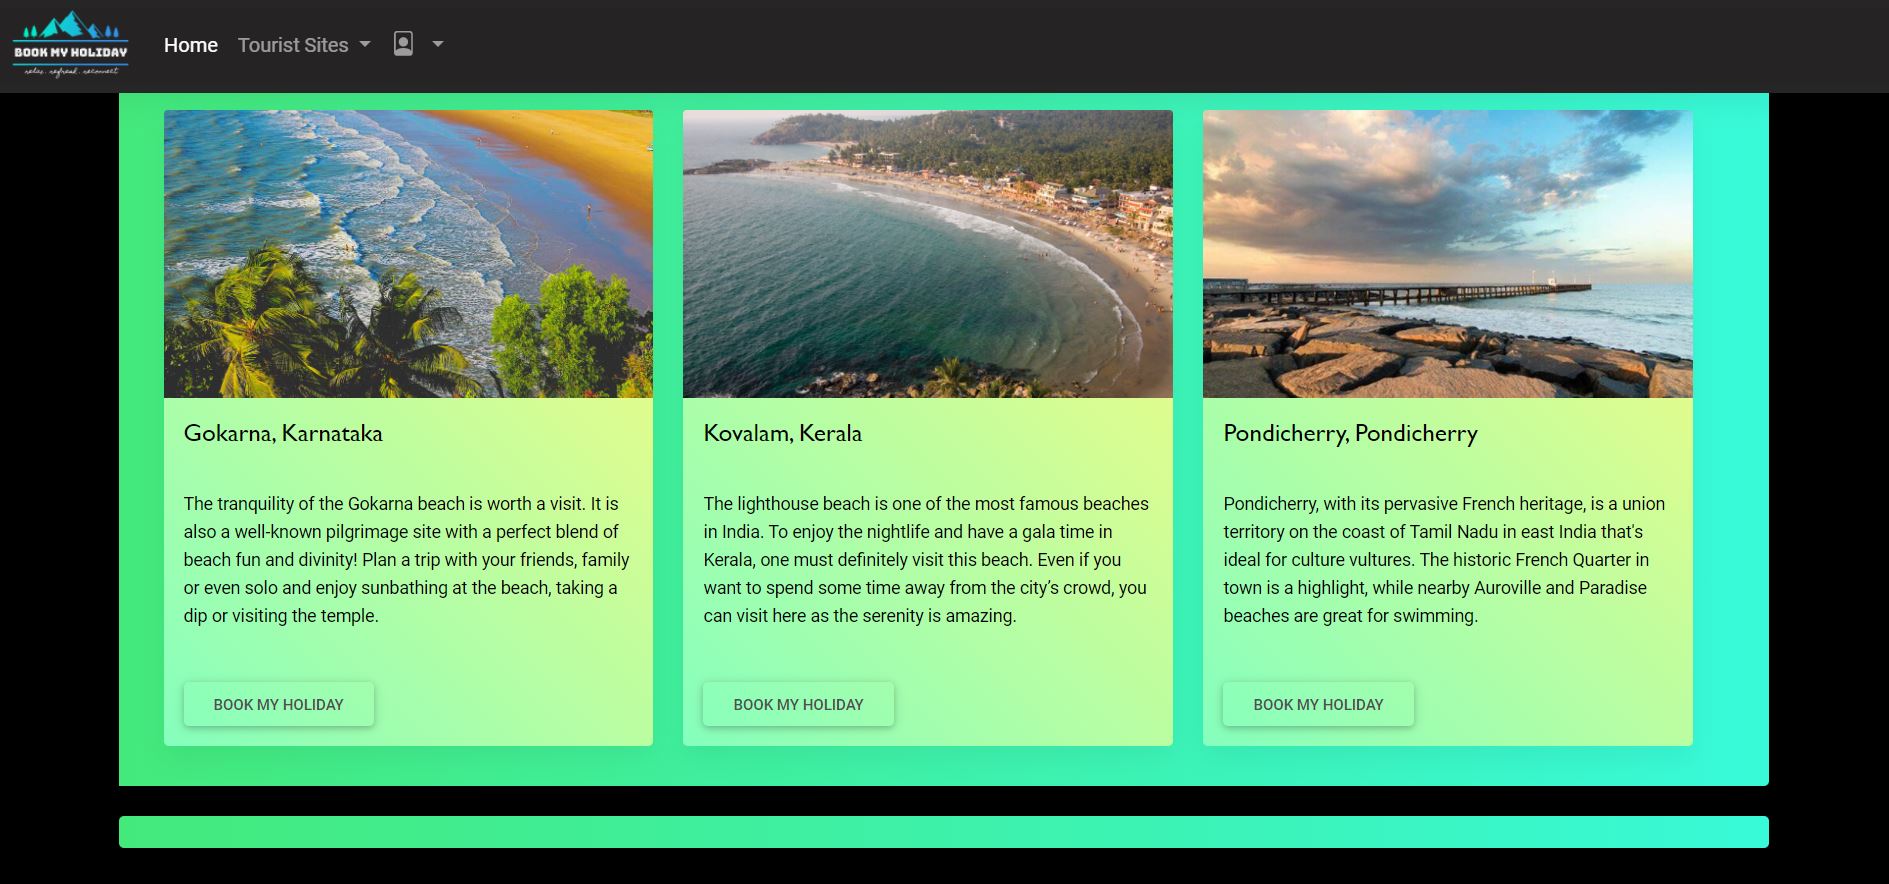 BOOK MY HOLIDAY
relax. refresh. reconnect
Home Tourist Sites
Gokarna, Karnataka
The tranquility of the Gokarna beach is worth a visit. It is
also a well-known pilgrimage site with a perfect blend of
beach fun and divinity! Plan a trip with your friends, family
or even solo and enjoy sunbathing at the beach, taking a
dip or visiting the temple.
BOOK MY HOLIDAY
Kovalam, Kerala
The lighthouse beach is one of the most famous beaches
in India. To enjoy the nightlife and have a gala time in
Kerala, one must definitely visit this beach. Even if you
want to spend some time away from the city’s crowd, you
can visit here as the serenity is amazing.
BOOK MY HOLIDAY
Pondicherry, Pondicherry
Pondicherry, with its pervasive French heritage, is a union
territory on the coast of Tamil Nadu in east India that's
ideal for culture vultures. The historic French Quarter in
town is a highlight, while nearby Auroville and Paradise
beaches are great for swimming.
BOOK MY HOLIDAY